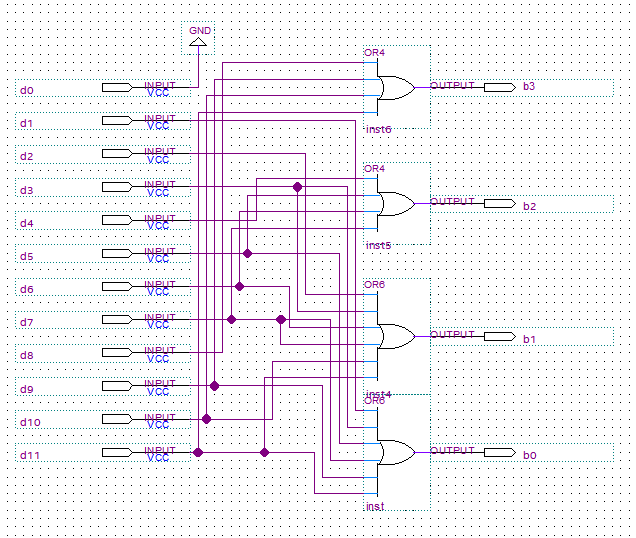 GND
OR4
d0 INPUT VCC OUTPUT b3
d1 INPUT VCC inst6
d2 INPUT VCC
OR4
d3 INPUT VCC
d4 INPUT VCC OUTPUT b2
inst5
d5 INPUT VCC
d6 INPUT VCC OR6
d7 INPUT VCC OUTPUT b1
d8 INPUT VCC
d9 INPUT VCC inst4
OR6
d10 INPUT VCC
d11 INPUT VCC OUTPUT b0
inst